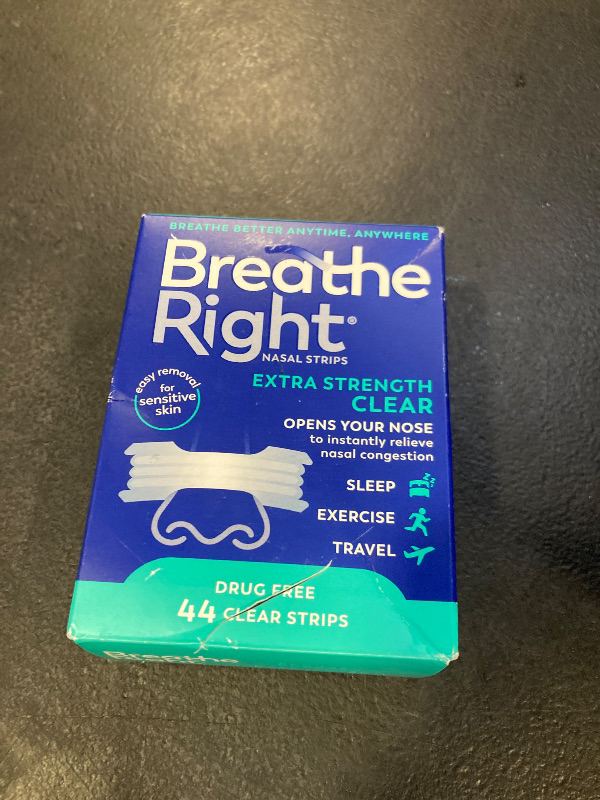 BREATHE BETTER ANYTIME, ANYWHERE
Breathe
Right®
NASAL STRIPS
easy removal
for
sensitive
skin
EXTRA STRENGTH
CLEAR
OPENS YOUR NOSE
to instantly relieve
nasal congestion
SLEEP
EXERCISE
TRAVEL
DRUG FREE
44 CLEAR STRIPS
Breathe